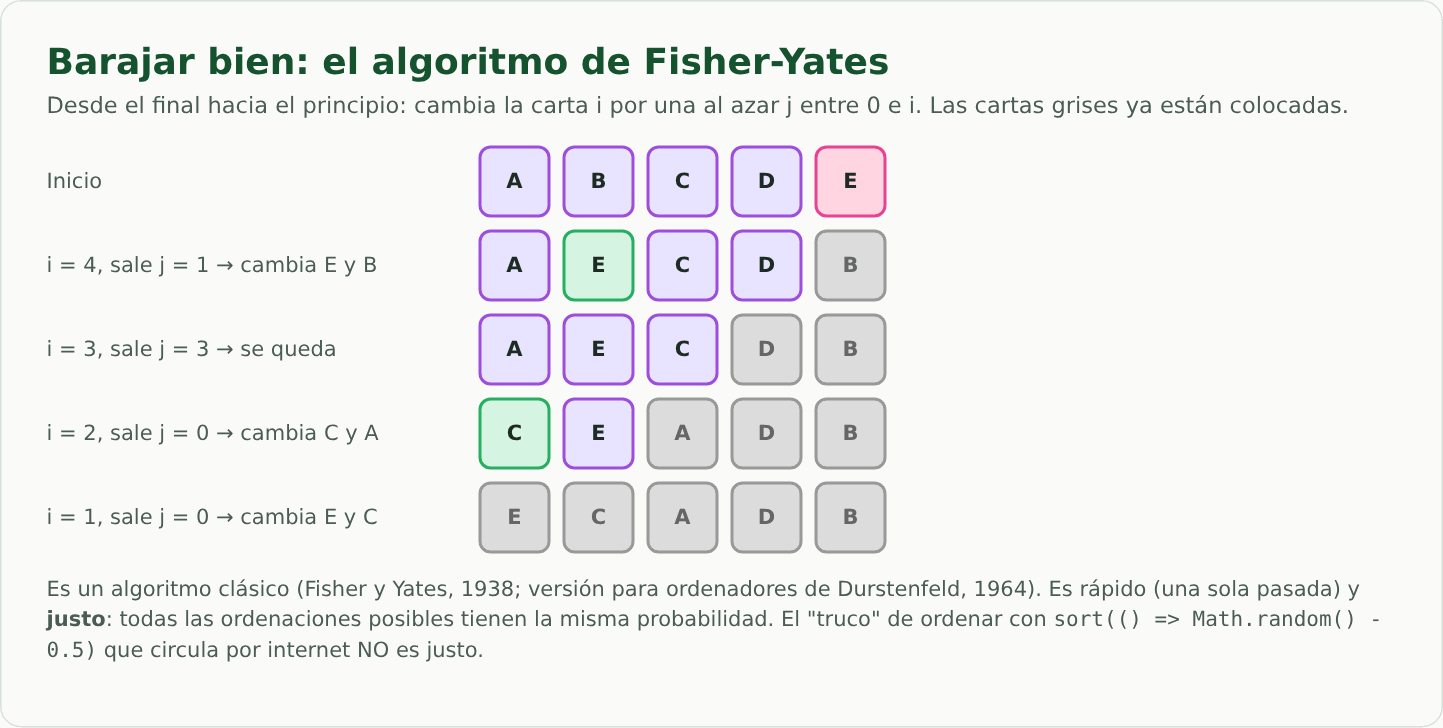 Barajar bien: el algoritmo de Fisher-Yates
Desde el final hacia el principio: cambia la carta i por una al azar j entre 0 e i. Las cartas grises ya están colocadas.
Inicio A B C D E
i = 4, sale j = 1 → cambia E y B A E C D B
i = 3, sale j = 3 → se queda A E C D B
i = 2, sale j = 0 → cambia C y A C E A D B
i = 1, sale j = 0 → cambia E y C E C A D B
Es un algoritmo clásico (Fisher y Yates, 1938; versión para ordenadores de Durstenfeld, 1964). Es rápido (una sola pasada) y
justo: todas las ordenaciones posibles tienen la misma probabilidad. El "truco" de ordenar con sort(() => Math.random() -
0.5) que circula por internet NO es justo.